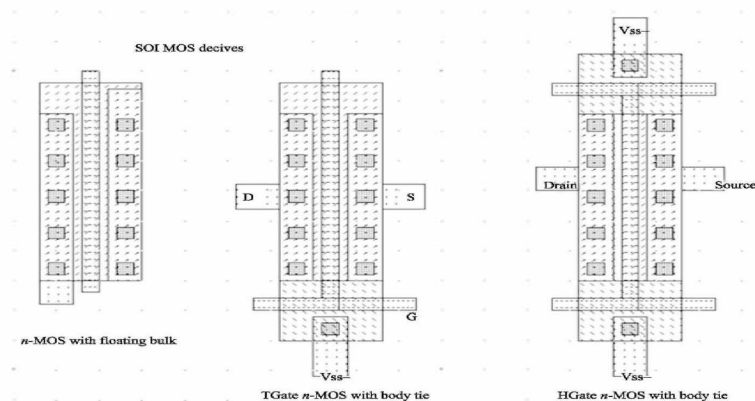 SOI MOS decives
Vss
Drain
Source
D
S
G
n-MOS with floating bulk
Vss
TGate n-MOS with body tie
Vss
HGate n-MOS with body tie